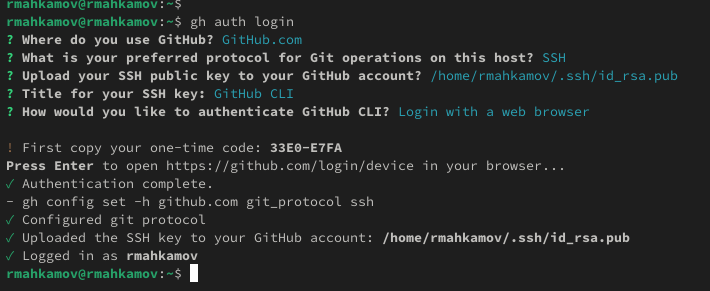 rmahkamov@rmahkamov:~$
rmahkamov@rmahkamov:~$ gh auth login
? Where do you use GitHub? GitHub.com
? What is your preferred protocol for Git operations on this host? SSH
? Upload your SSH public key to your GitHub account? /home/rmahkamov/.ssh/id_rsa.pub
? Title for your SSH key: GitHub CLI
? How would you like to authenticate GitHub CLI? Login with a web browser
! First copy your one-time code: 33E0-E7FA
Press Enter to open https://github.com/login/device in your browser...
✓ Authentication complete.
- gh config set -h github.com git_protocol ssh
✓ Configured git protocol
✓ Uploaded the SSH key to your GitHub account: /home/rmahkamov/.ssh/id_rsa.pub
✓ Logged in as rmahkamov
rmahkamov@rmahkamov:~$